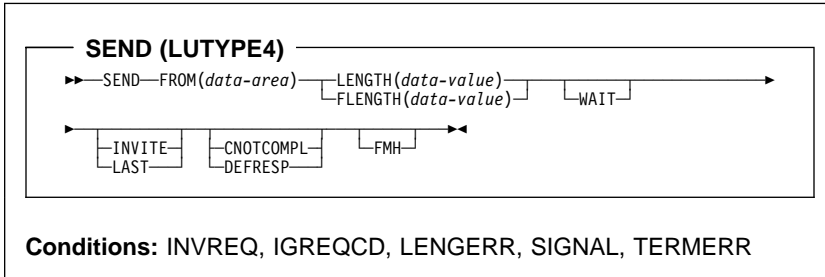 SEND (LUTYPE4)
SEND FROM(data-area) LENGTH(data-value)
FLENGTH(data-value) WAIT
INVITE CNOTCOMPL FMH
LAST DEFRESP
Conditions: INVREQ, IGREQCD, LENGERR, SIGNAL, TERMERR